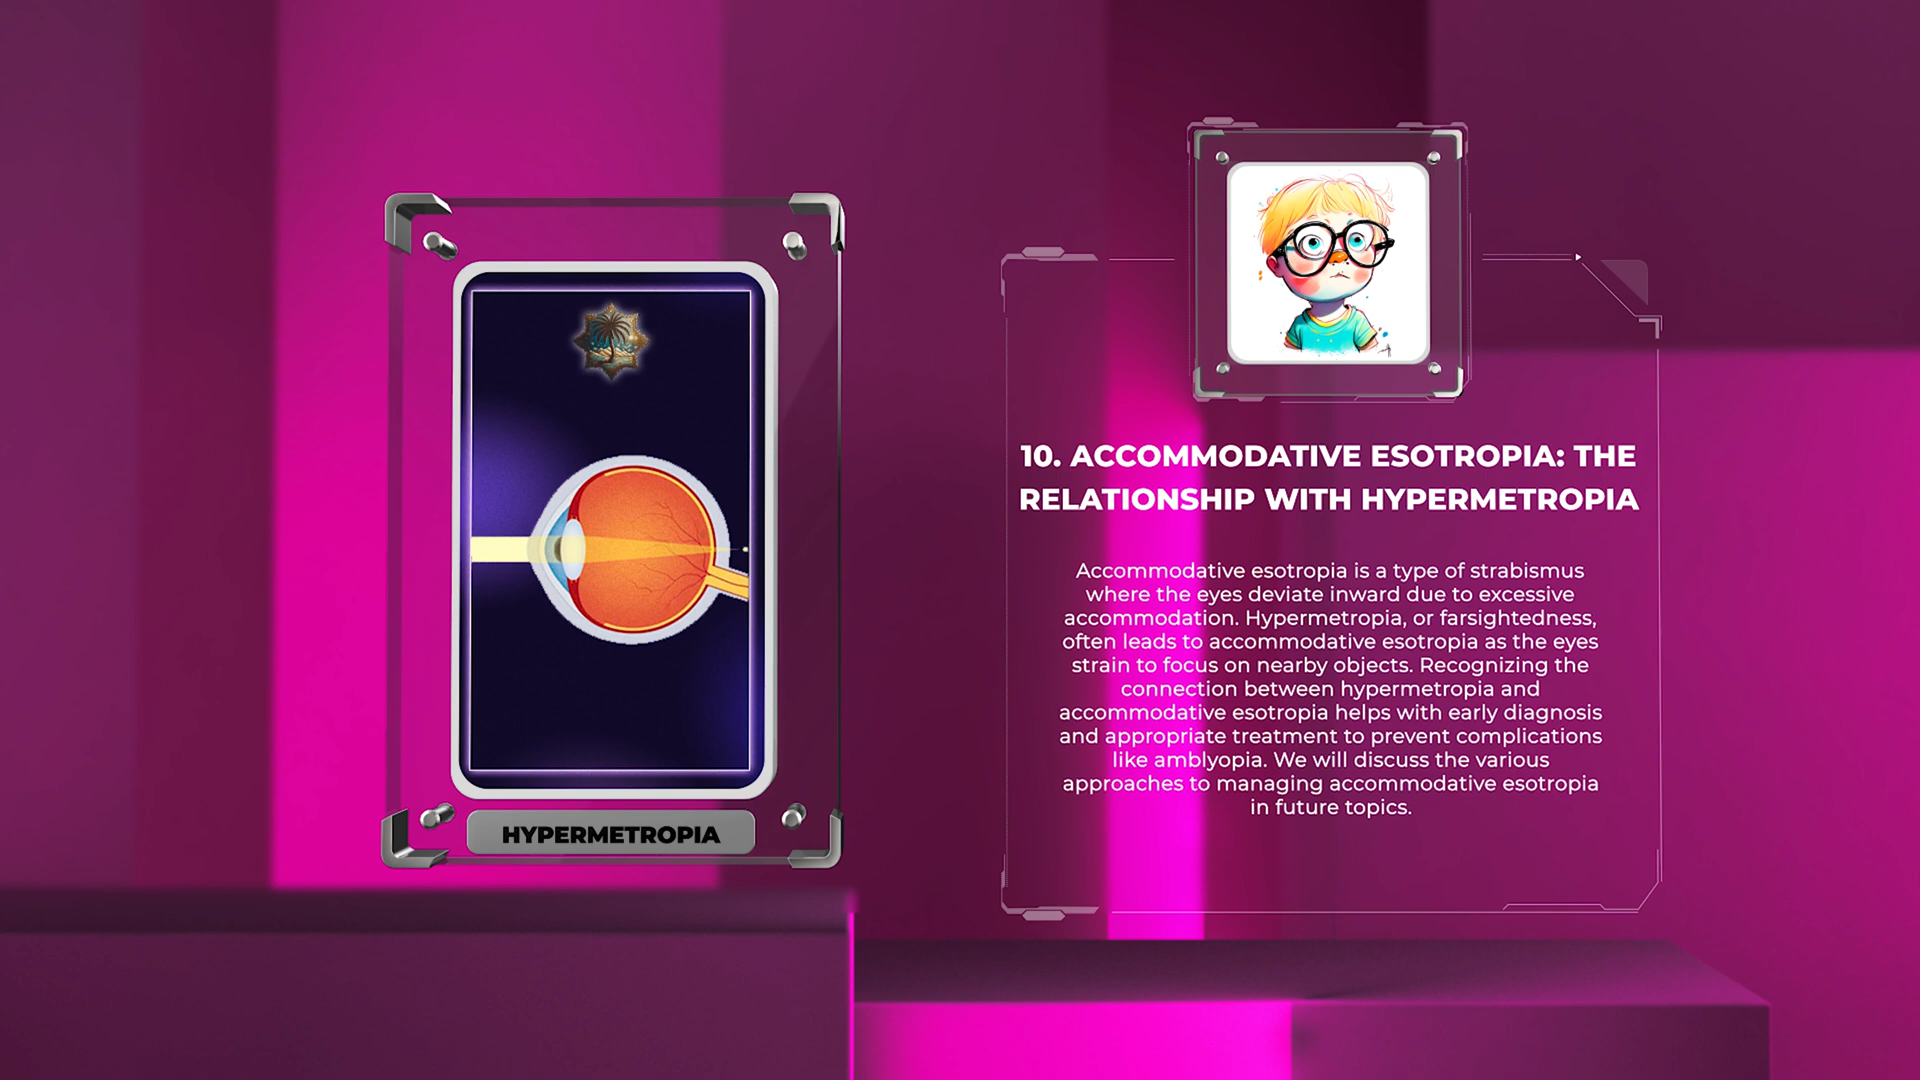 HYPERMETROPIA
10. ACCOMMODATIVE ESOTROPIA: THE
RELATIONSHIP WITH HYPERMETROPIA
Accommodative esotropia is a type of strabismus
where the eyes deviate inward due to excessive
accommodation. Hypermetropia, or farsightedness,
often leads to accommodative esotropia as the eyes
strain to focus on nearby objects. Recognizing the
connection between hypermetropia and
accommodative esotropia helps with early diagnosis
and appropriate treatment to prevent complications
like amblyopia. We will discuss the various
approaches to managing accommodative esotropia
in future topics.